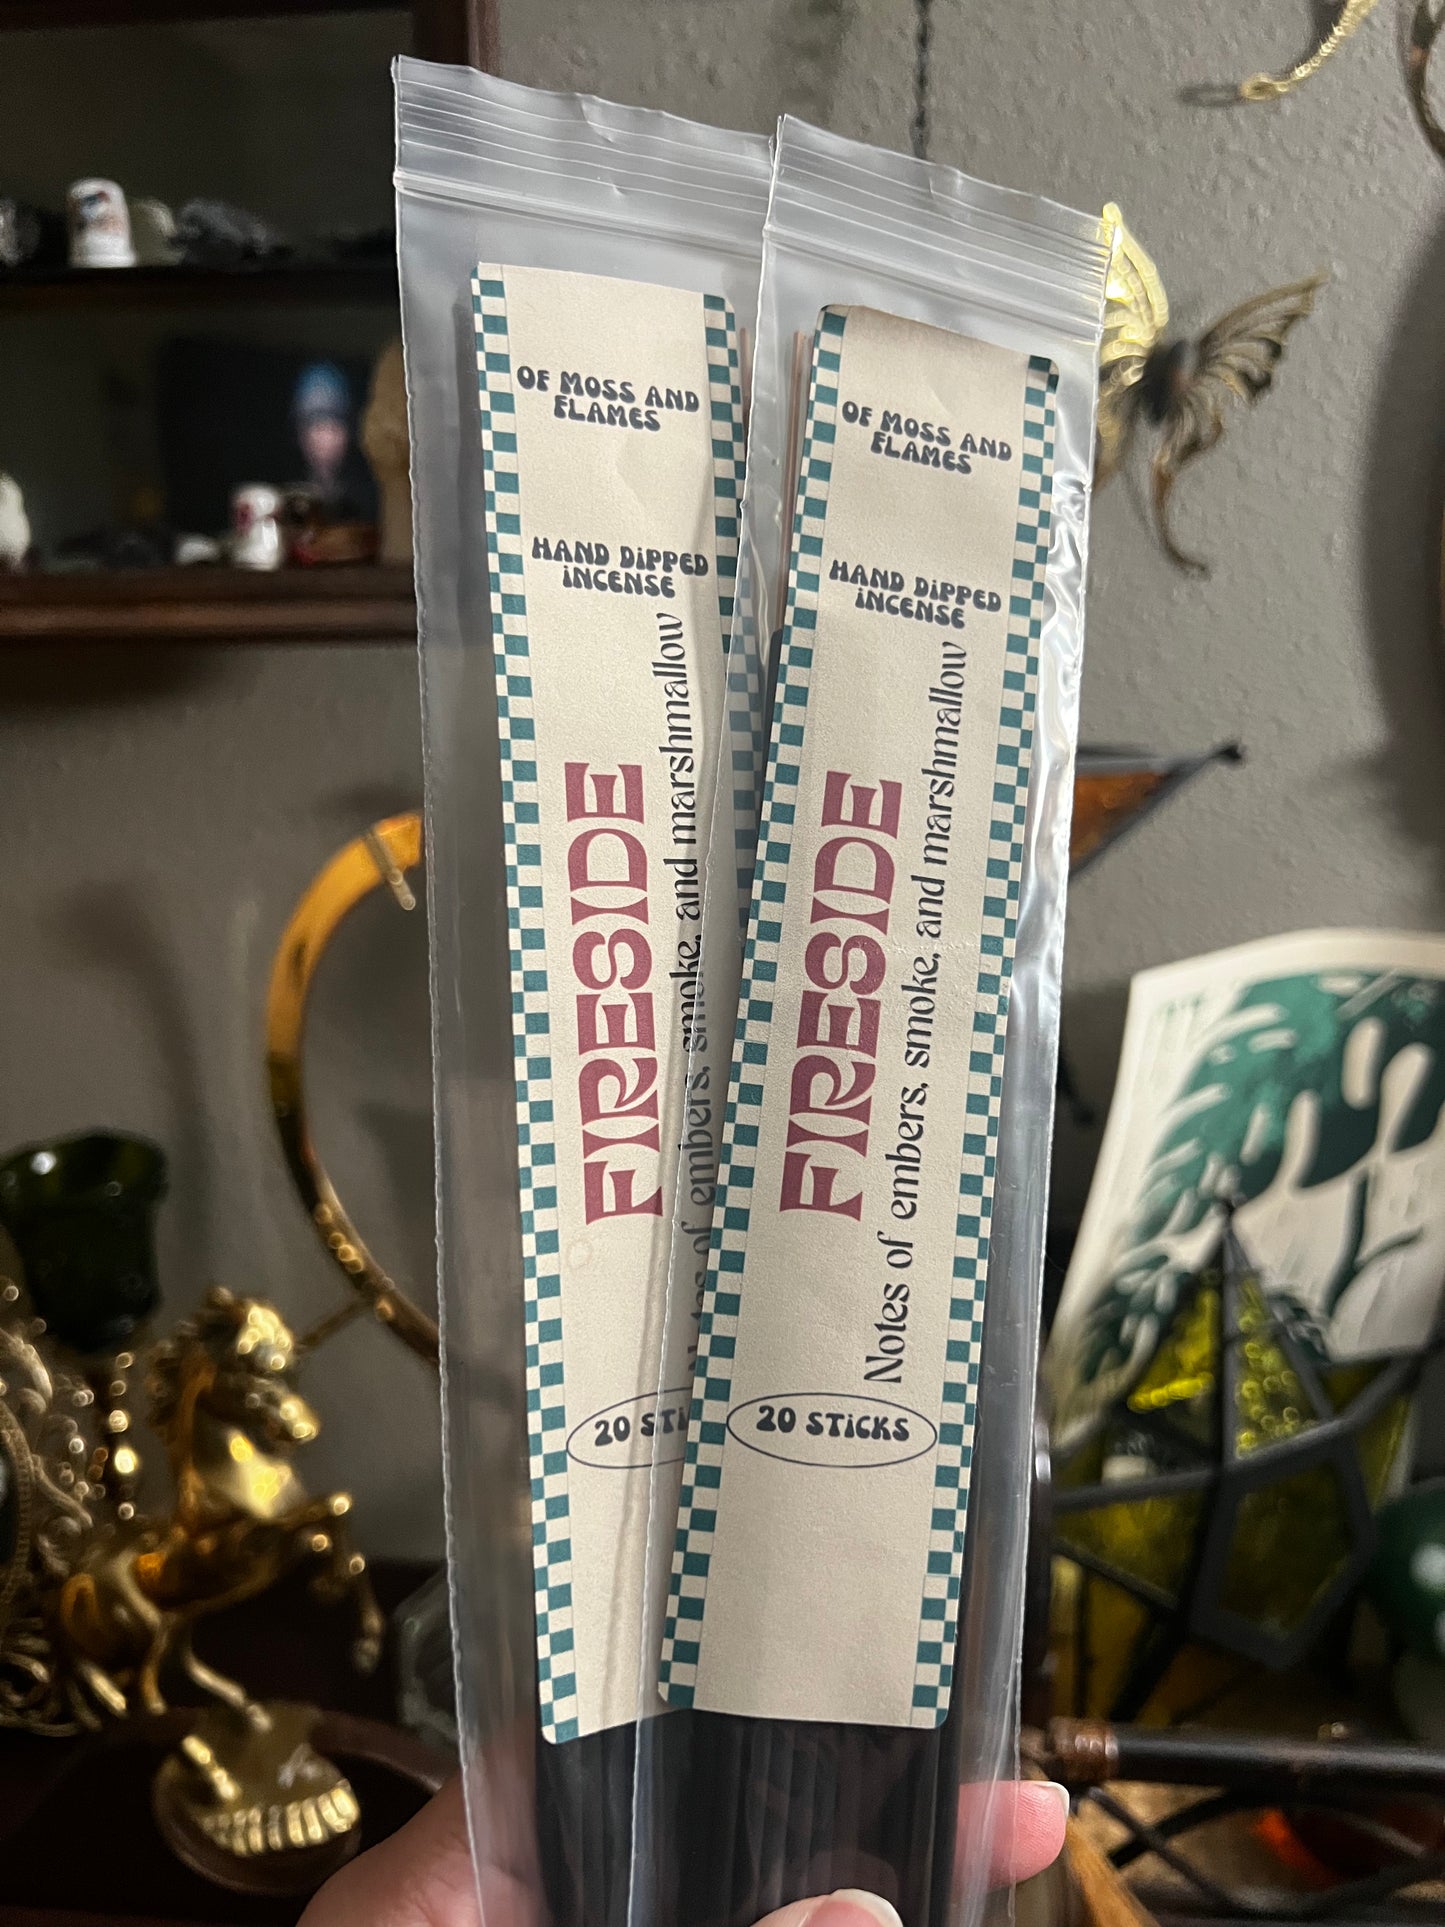 OF MOSS AND
FLAMES
HAND DiPPED
iNCENSE
FIRESIDE
Notes of embers, smoke, and marshmallow
20 STi
OF MOSS AND
FLAMES
HAND DiPPED
iNCENSE
FIRESIDE
Notes of embers, smoke, and marshmallow
20 STiCKS